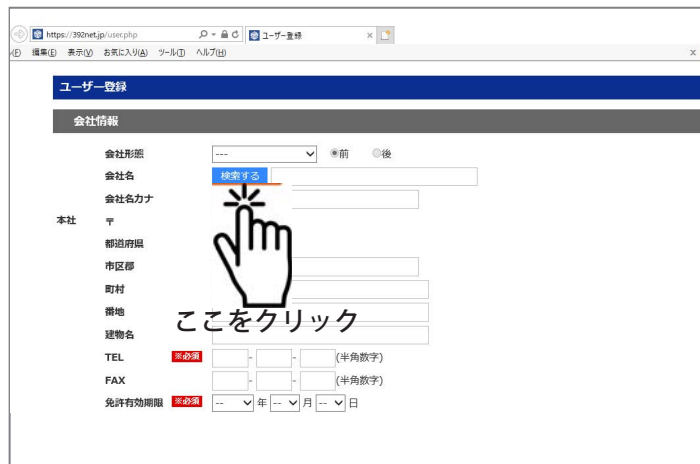 https://392net.jp/user.php ユーザー登録
(E) 編集(E) 表示(V) お気に入り(A) ツール(T) ヘルプ(H)
ユーザー登録
会社情報
会社形態 --- 前 後
会社名 検索する
会社名カナ
本社 〒
都道府県
市区郡
町村
番地
ここをクリック
建物名
TEL ※必須 - - (半角数字)
FAX - - (半角数字)
免許有効期限 ※必須 -- 年 -- 月 -- 日